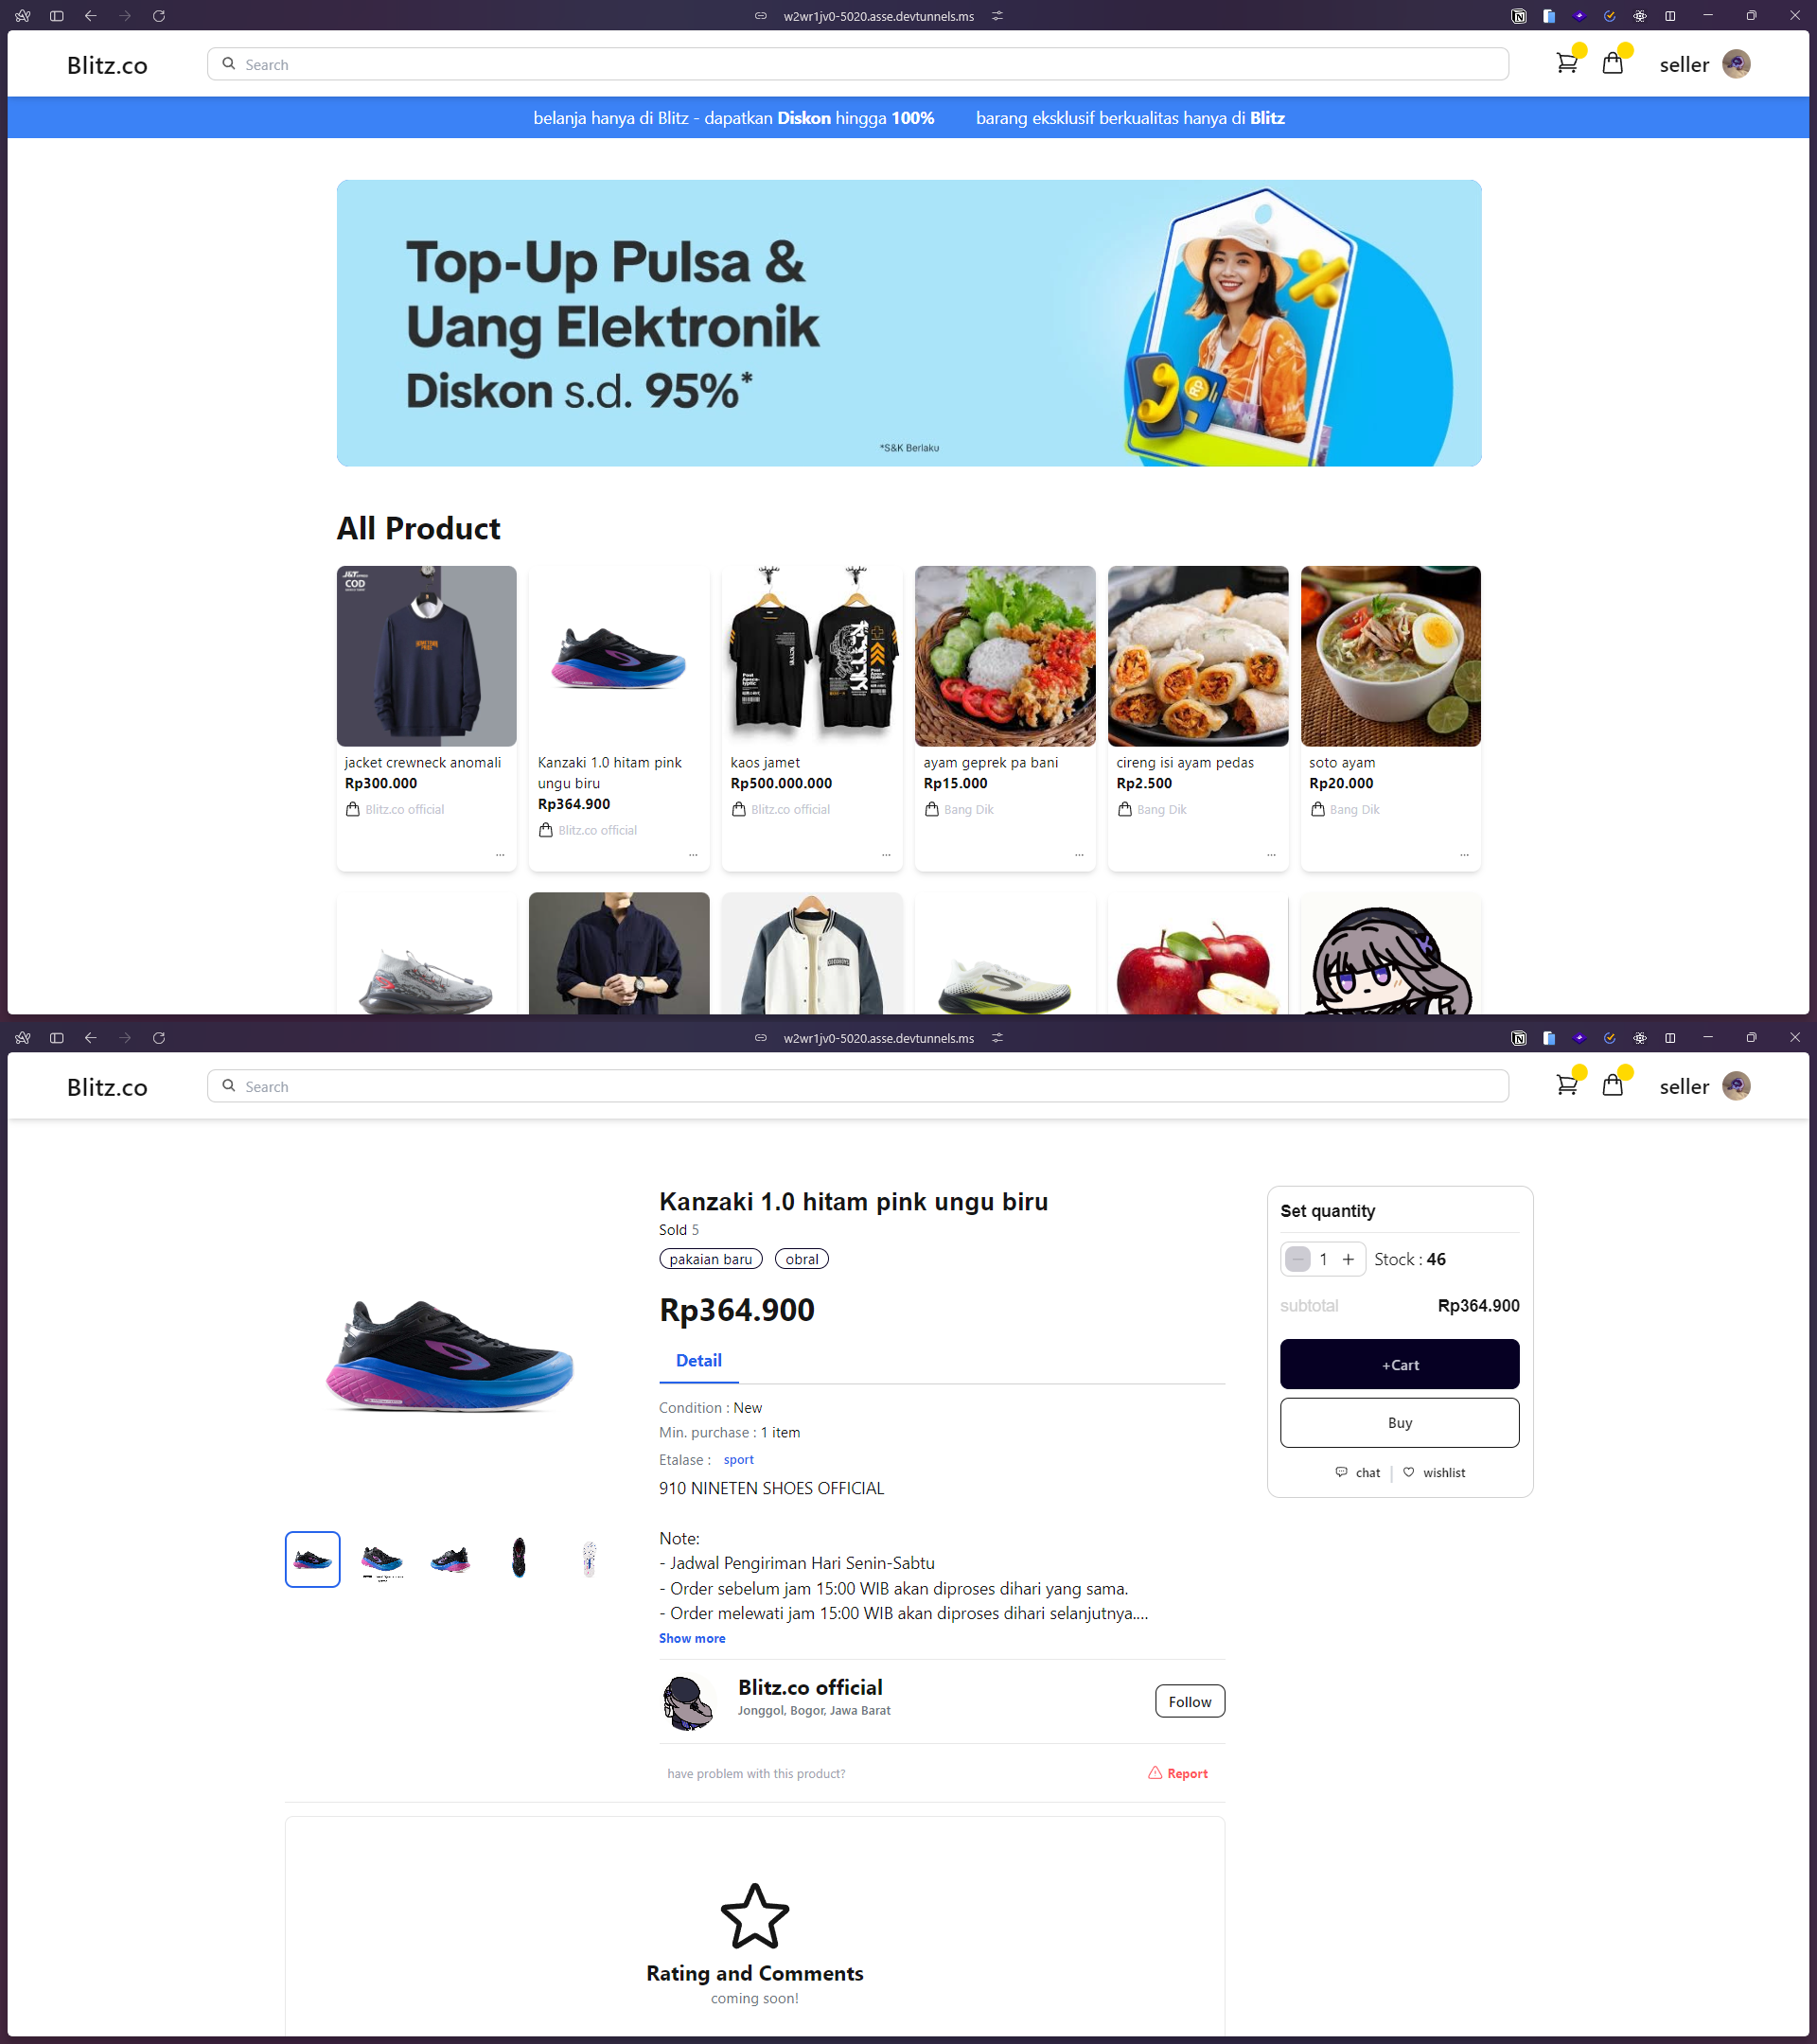 w2wr1jv0-5020.asse.devtunnels.ms
Blitz.co
Search
seller
belanja hanya di Blitz - dapatkan Diskon hingga 100%
barang eksklusif berkualitas hanya di Blitz
Top-Up Pulsa &
Uang Elektronik
Diskon s.d. 95%*
Rp
*S&K Berlaku
All Product
COD
jacket crewneck anomali
Rp300.000
Blitz.co official
...
Kanzaki 1.0 hitam pink
ungu biru
Rp364.900
Blitz.co official
...
kaos jamet
Rp500.000.000
Blitz.co official
...
ayam geprek pa bani
Rp15.000
Bang Dik
...
cireng isi ayam pedas
Rp2.500
Bang Dik
...
soto ayam
Rp20.000
Bang Dik
...
w2wr1jv0-5020.asse.devtunnels.ms
Blitz.co
Search
seller
Kanzaki 1.0 hitam pink ungu biru
Sold 5
pakaian baru
obral
Rp364.900
Detail
Condition : New
Min. purchase : 1 item
Etalase : sport
910 NINETEN SHOES OFFICIAL
Note:
- Jadwal Pengiriman Hari Senin-Sabtu
- Order sebelum jam 15:00 WIB akan diproses dihari yang sama.
- Order melewati jam 15:00 WIB akan diproses dihari selanjutnya....
Show more
Blitz.co official
Jonggol, Bogor, Jawa Barat
Follow
have problem with this product?
Report
Set quantity
1
Stock : 46
subtotal
Rp364.900
+Cart
Buy
chat
wishlist
Rating and Comments
coming soon!